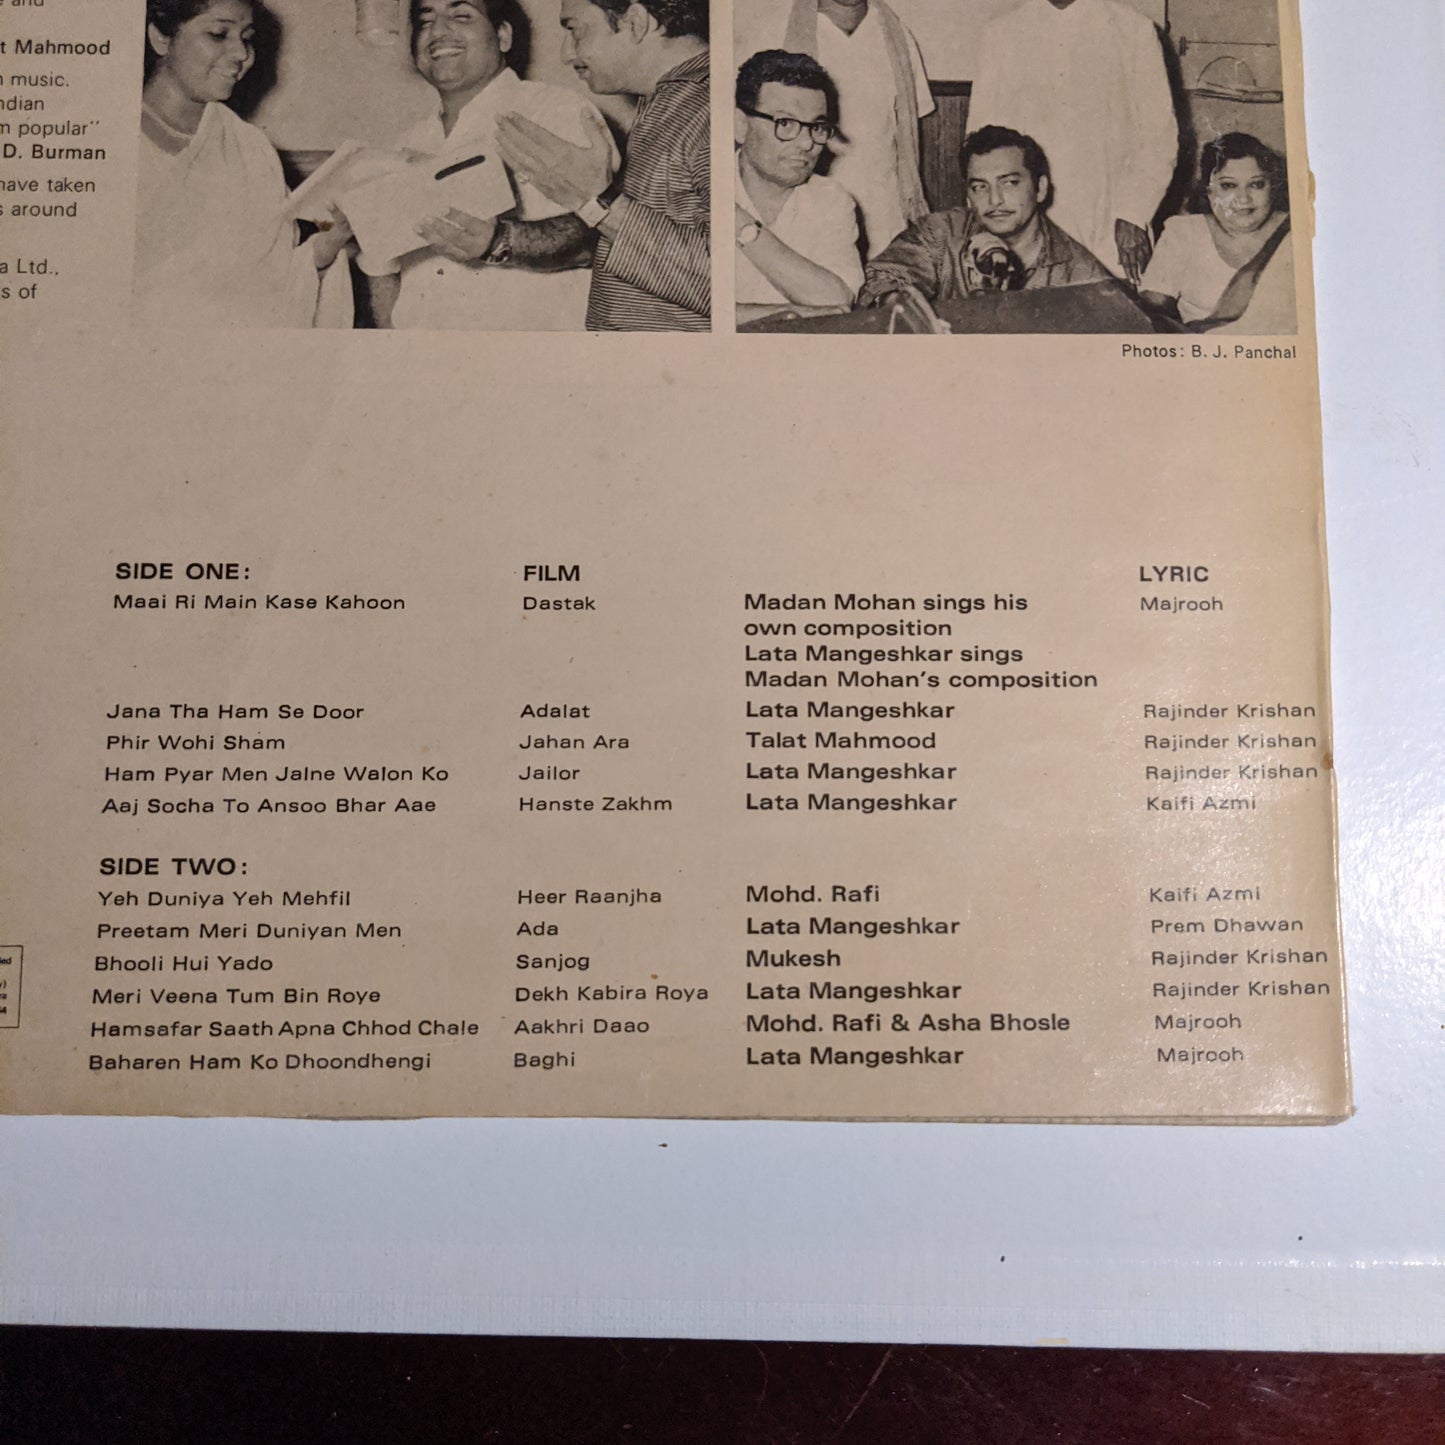 and
t Mahmood
music.
ndian
m popular"
D. Burman
have taken
s around
a Ltd.,
s of
Photos: B. J. Panchal
SIDE ONE: FILM LYRIC
Maai Ri Main Kase Kahoon Dastak Madan Mohan sings his Majrooh
own composition
Lata Mangeshkar sings
Madan Mohan's composition
Jana Tha Ham Se Door Adalat Lata Mangeshkar Rajinder Krishan
Phir Wohi Sham Jahan Ara Talat Mahmood Rajinder Krishan
Ham Pyar Men Jalne Walon Ko Jailor Lata Mangeshkar Rajinder Krishan
Aaj Socha To Ansoo Bhar Aae Hanste Zakhm Lata Mangeshkar Kaifi Azmi
SIDE TWO:
Yeh Duniya Yeh Mehfil Heer Raanjha Mohd. Rafi Kaifi Azmi
Preetam Meri Duniyan Men Ada Lata Mangeshkar Prem Dhawan
Bhooli Hui Yado Sanjog Mukesh Rajinder Krishan
Meri Veena Tum Bin Roye Dekh Kabira Roya Lata Mangeshkar Rajinder Krishan
Hamsafar Saath Apna Chhod Chale Aakhri Daao Mohd. Rafi & Asha Bhosle Majrooh
Baharen Ham Ko Dhoondhengi Baghi Lata Mangeshkar Majrooh